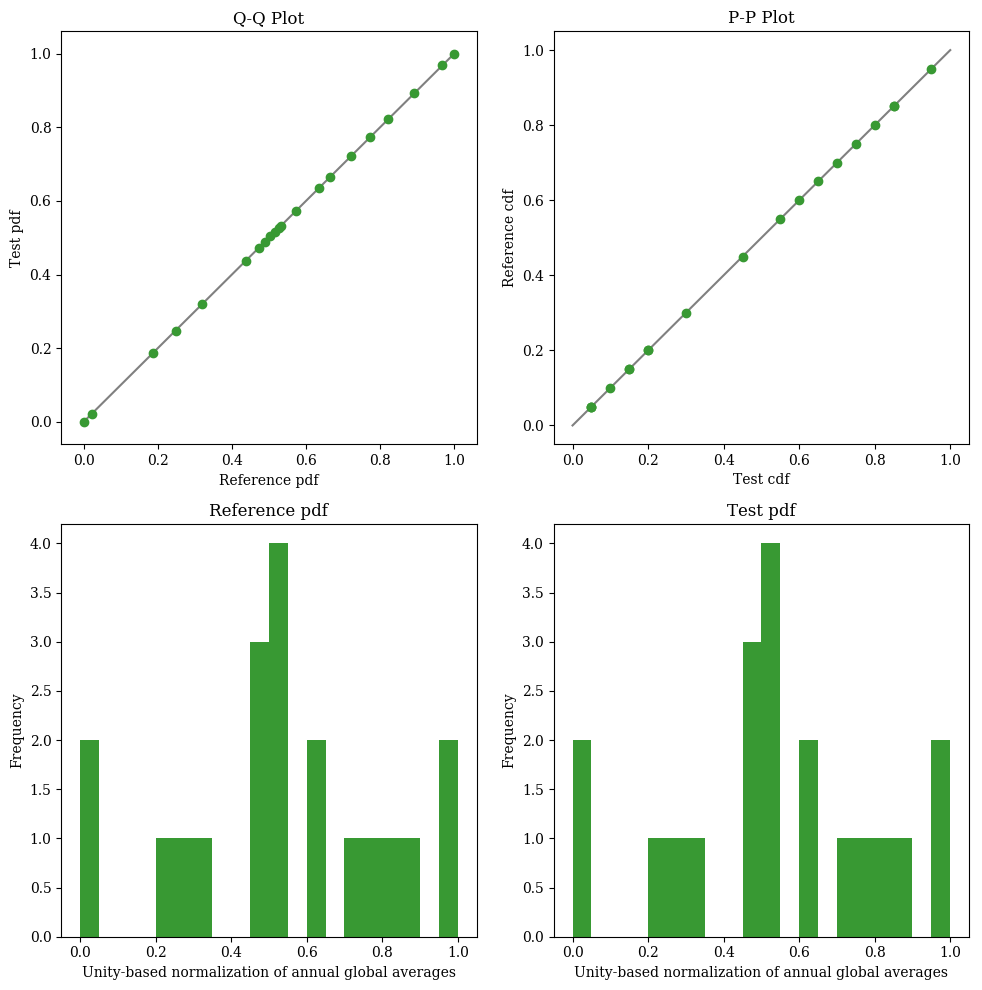 Q-Q Plot
1.0
0.8
0.6
0.4
0.2
0.0
Test pdf
0.0 0.2 0.4 0.6 0.8 1.0
Reference pdf
P-P Plot
1.0
0.8
0.6
0.4
0.2
0.0
Reference cdf
0.0 0.2 0.4 0.6 0.8 1.0
Test cdf
Reference pdf
4.0
3.5
3.0
2.5
2.0
1.5
1.0
0.5
0.0
Frequency
0.0 0.2 0.4 0.6 0.8 1.0
Unity-based normalization of annual global averages
Test pdf
4.0
3.5
3.0
2.5
2.0
1.5
1.0
0.5
0.0
Frequency
0.0 0.2 0.4 0.6 0.8 1.0
Unity-based normalization of annual global averages